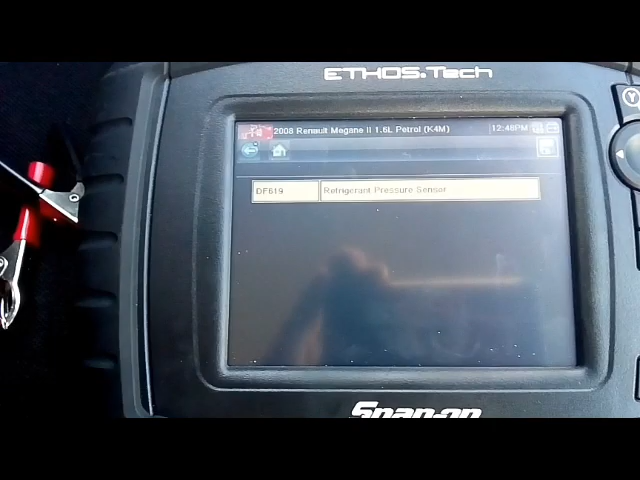 ETHOS.Tech
2008 Renault Megane II 1.6L Petrol (K4M) 12:48PM
DF619 Refrigerant Pressure Sensor
Snap-on